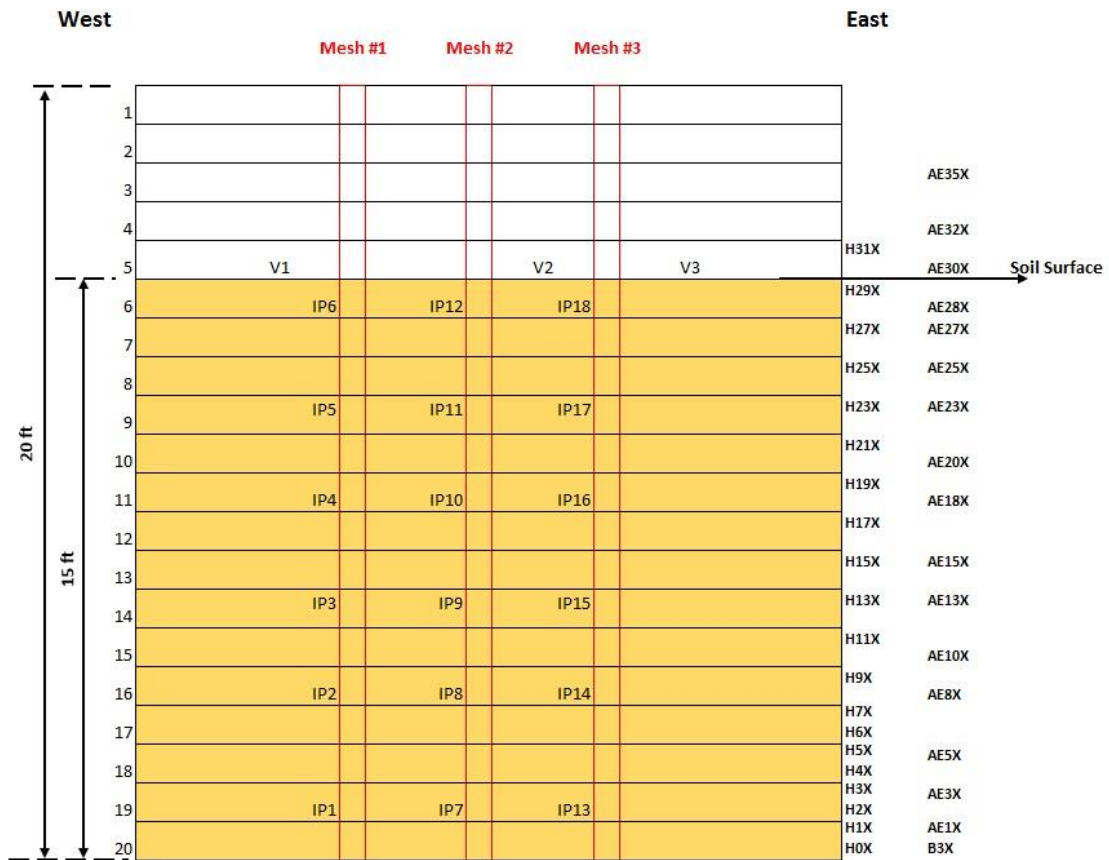 West East
Mesh #1 Mesh #2 Mesh #3
1
2
3 AE35X
4 AE32X
H31X
5 V1 V2 V3 AE30X Soil Surface
H29X
6 IP6 IP12 IP18 AE28X
H27X AE27X
7
H25X AE25X
8
IP5 IP11 IP17 H23X AE23X
9
H21X
20 ft
10 AE20X
H19X
11 IP4 IP10 IP16 AE18X
H17X
12
15 ft
H15X AE15X
13
IP3 IP9 IP15 H13X AE13X
14
H11X
15 AE10X
H9X
16 IP2 IP8 IP14 AE8X
H7X
17 H6X
H5X AE5X
18 H4X
H3X AE3X
19 IP1 IP7 IP13 H2X
H1X AE1X
20 H0X B3X